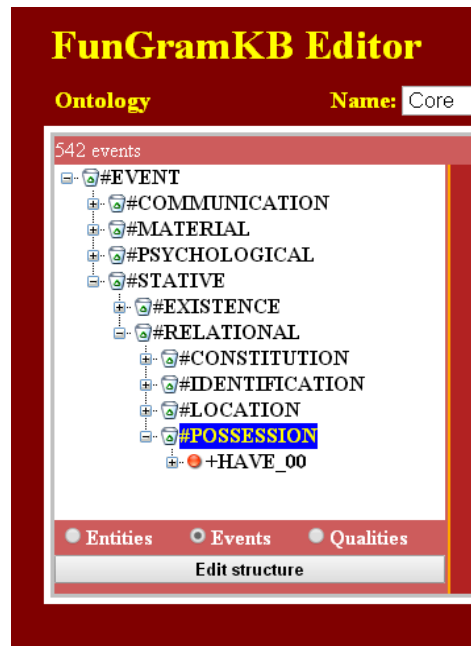 FunGramKB Editor
Ontology Name: Core
542 events
#EVENT
#COMMUNICATION
#MATERIAL
#PSYCHOLOGICAL
#STATIVE
#EXISTENCE
#RELATIONAL
#CONSTITUTION
#IDENTIFICATION
#LOCATION
#POSSESSION
+HAVE_00
Entities Events Qualities
Edit structure